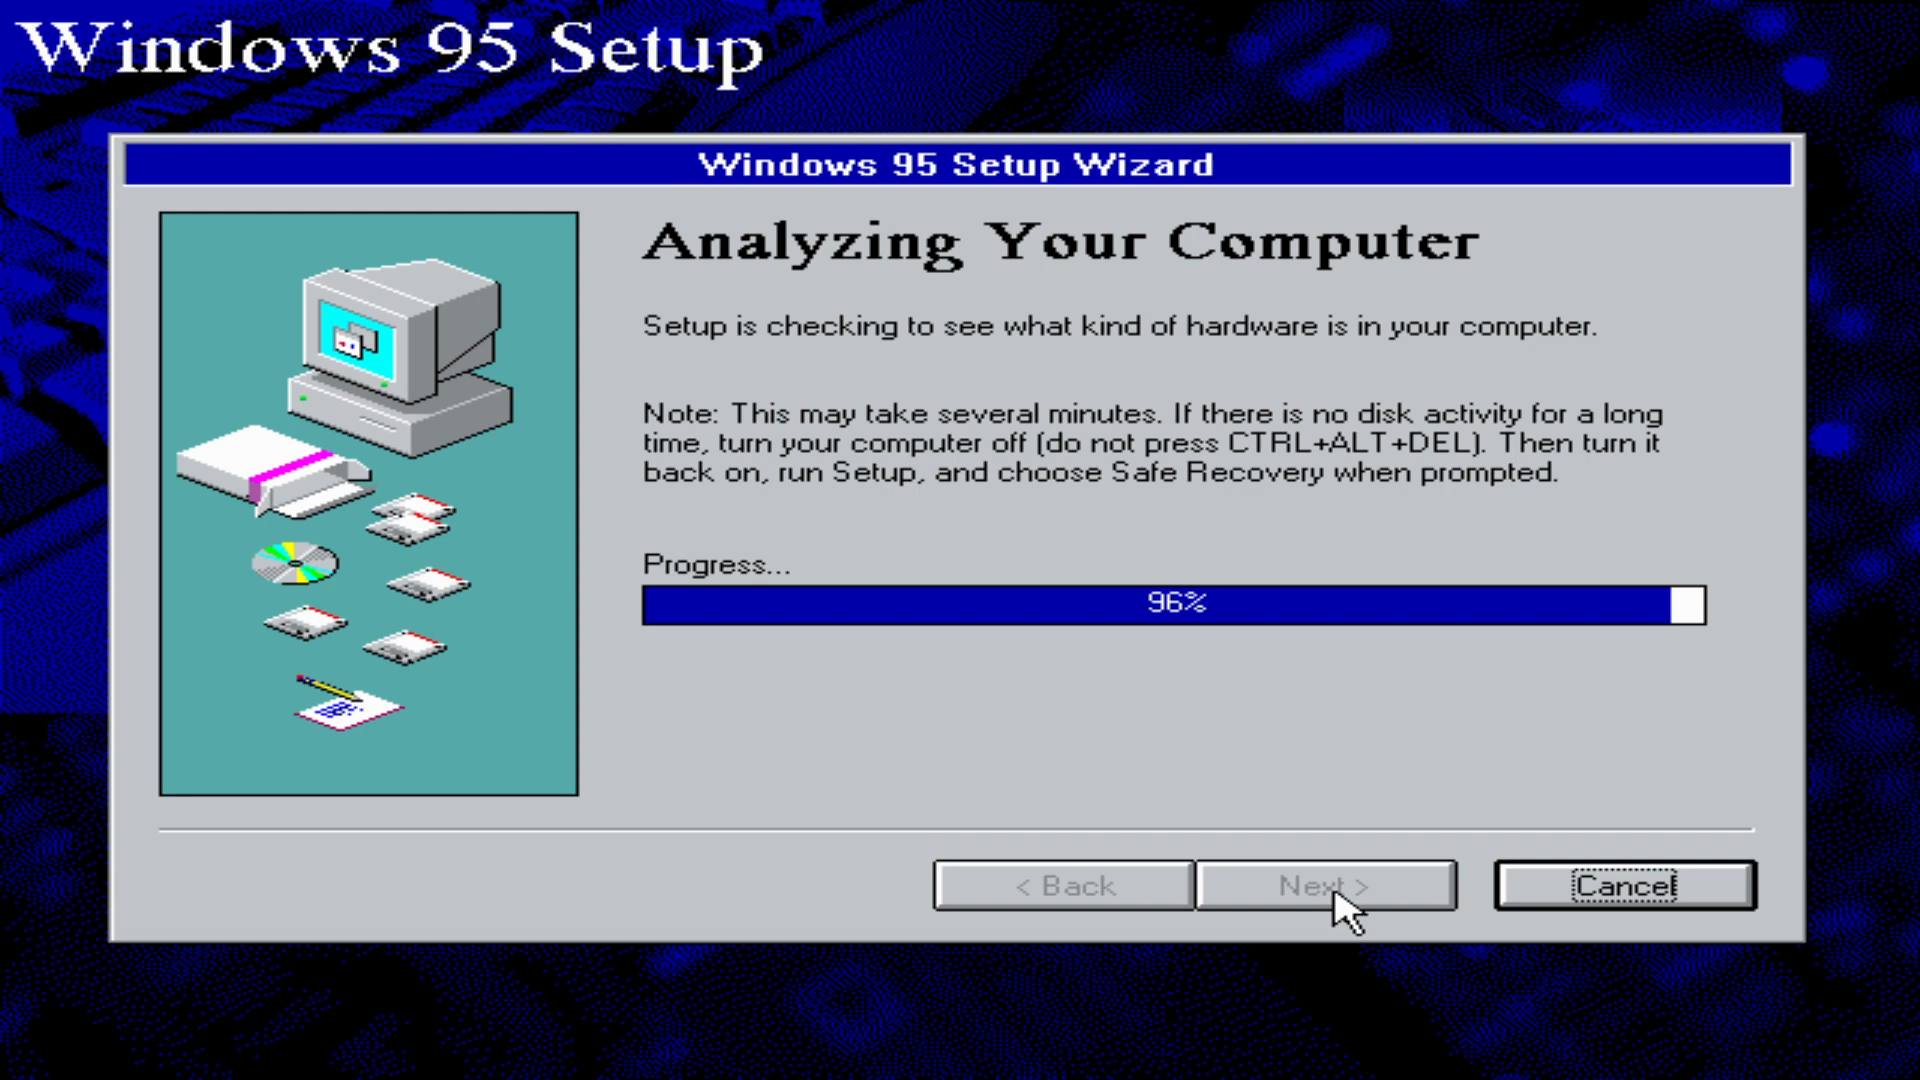 Windows 95 Setup
Windows 95 Setup Wizard
Analyzing Your Computer
Setup is checking to see what kind of hardware is in your computer.
Note: This may take several minutes. If there is no disk activity for a long
time, turn your computer off (do not press CTRL+ALT+DEL). Then turn it
back on, run Setup, and choose Safe Recovery when prompted.
Progress...
96%
< Back
Next >
Cancel